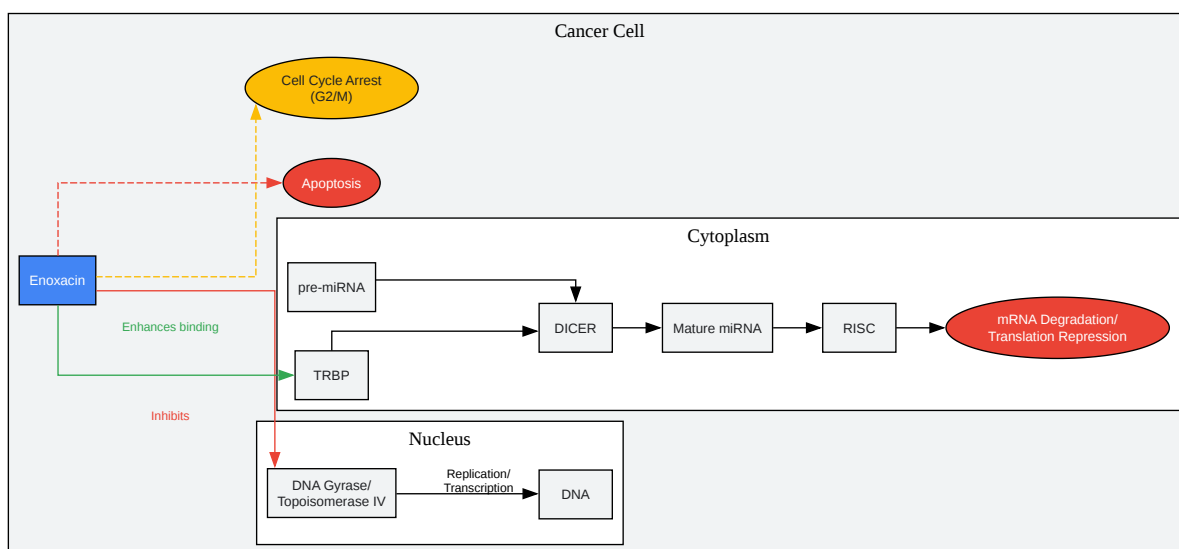 Cancer Cell
Cell Cycle Arrest
(G2/M)
Apoptosis
Cytoplasm
Enoxacin
pre-miRNA
Enhances binding
DICER
Mature miRNA
RISC
mRNA Degradation/
Translation Repression
TRBP
Inhibits
Nucleus
DNA Gyrase/
Topoisomerase IV
Replication/
Transcription
DNA